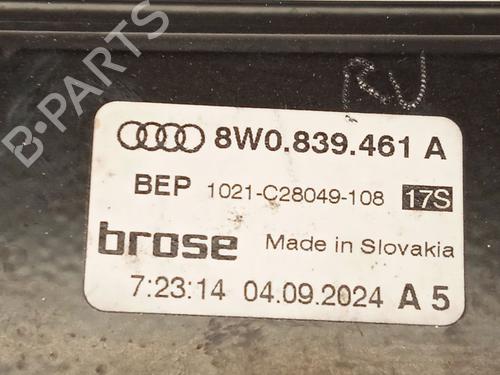 B-PARTS
RU
8W0.839.461 A
BEP 1021-C28049-108 17S
brose Made in Slovakia
7:23:14 04.09.2024 A 5